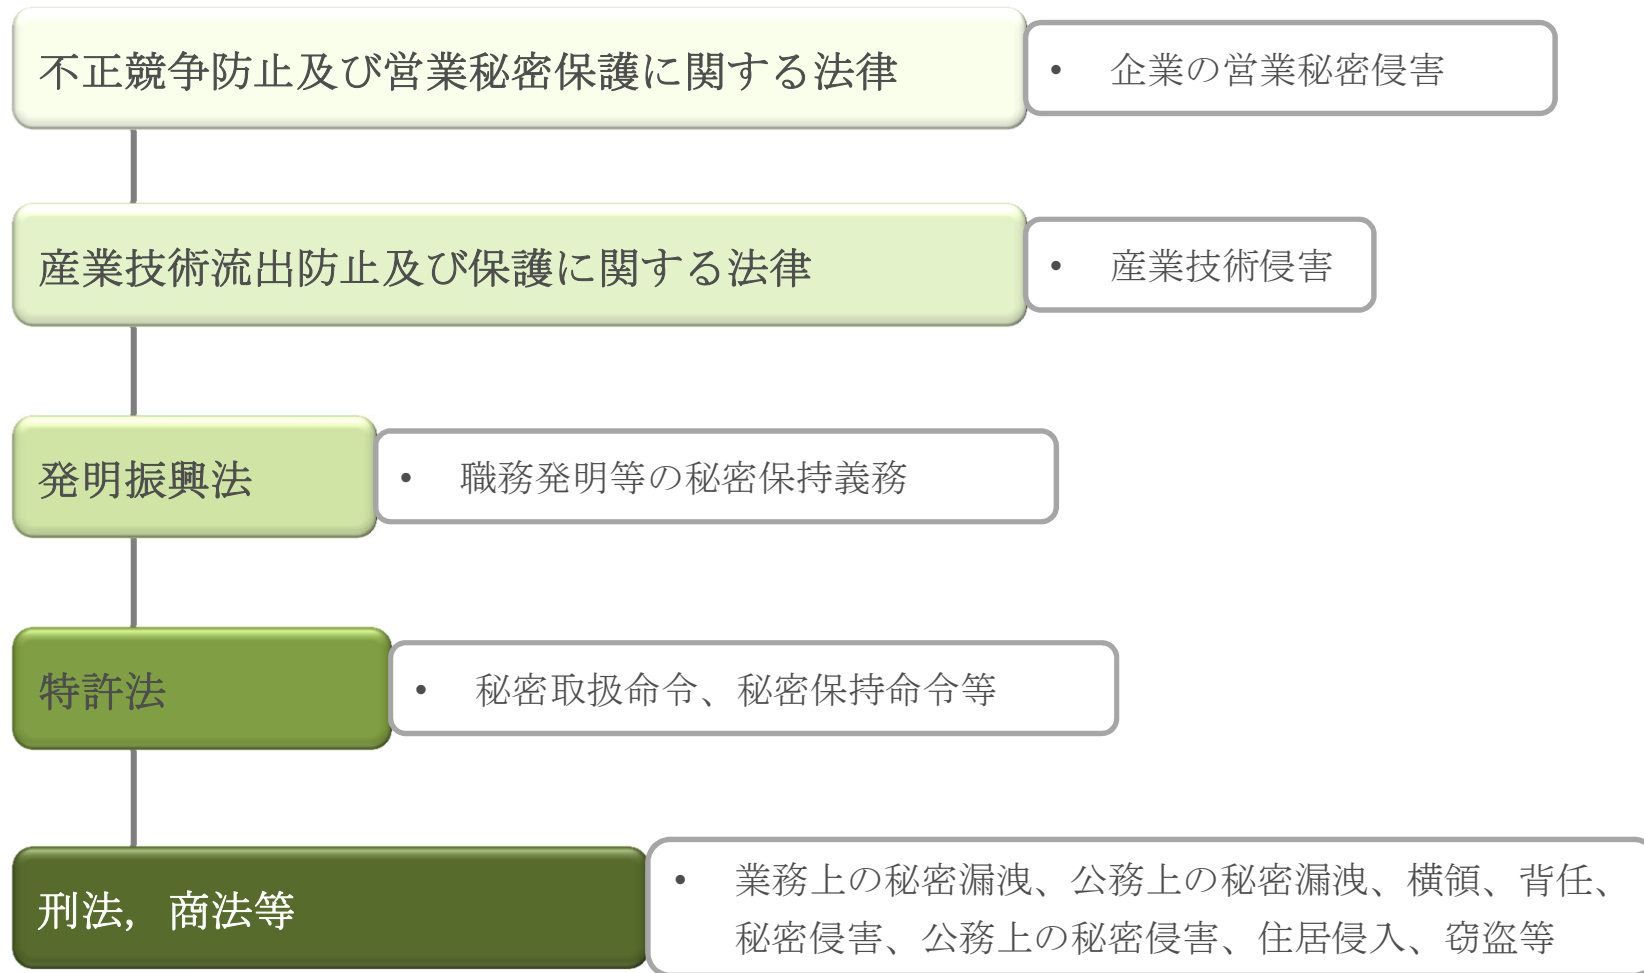 不正競争防止及び営業秘密保護に関する法律
• 企業の営業秘密侵害
産業技術流出防止及び保護に関する法律
• 産業技術侵害
発明振興法
• 職務発明等の秘密保持義務
特許法
• 秘密取扱命令、秘密保持命令等
刑法，商法等
• 業務上の秘密漏洩、公務上の秘密漏洩、横領、背任、
秘密侵害、公務上の秘密侵害、住居侵入、窃盗等